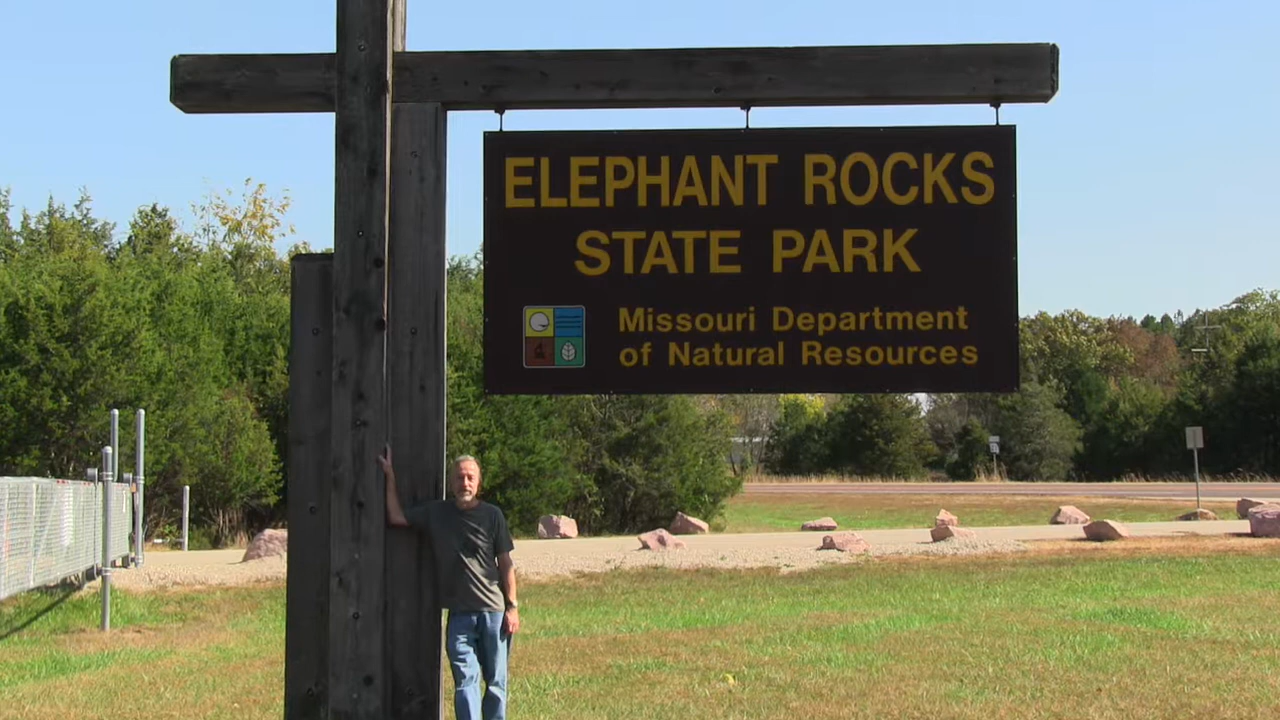 ELEPHANT ROCKS
STATE PARK
Missouri Department
of Natural Resources